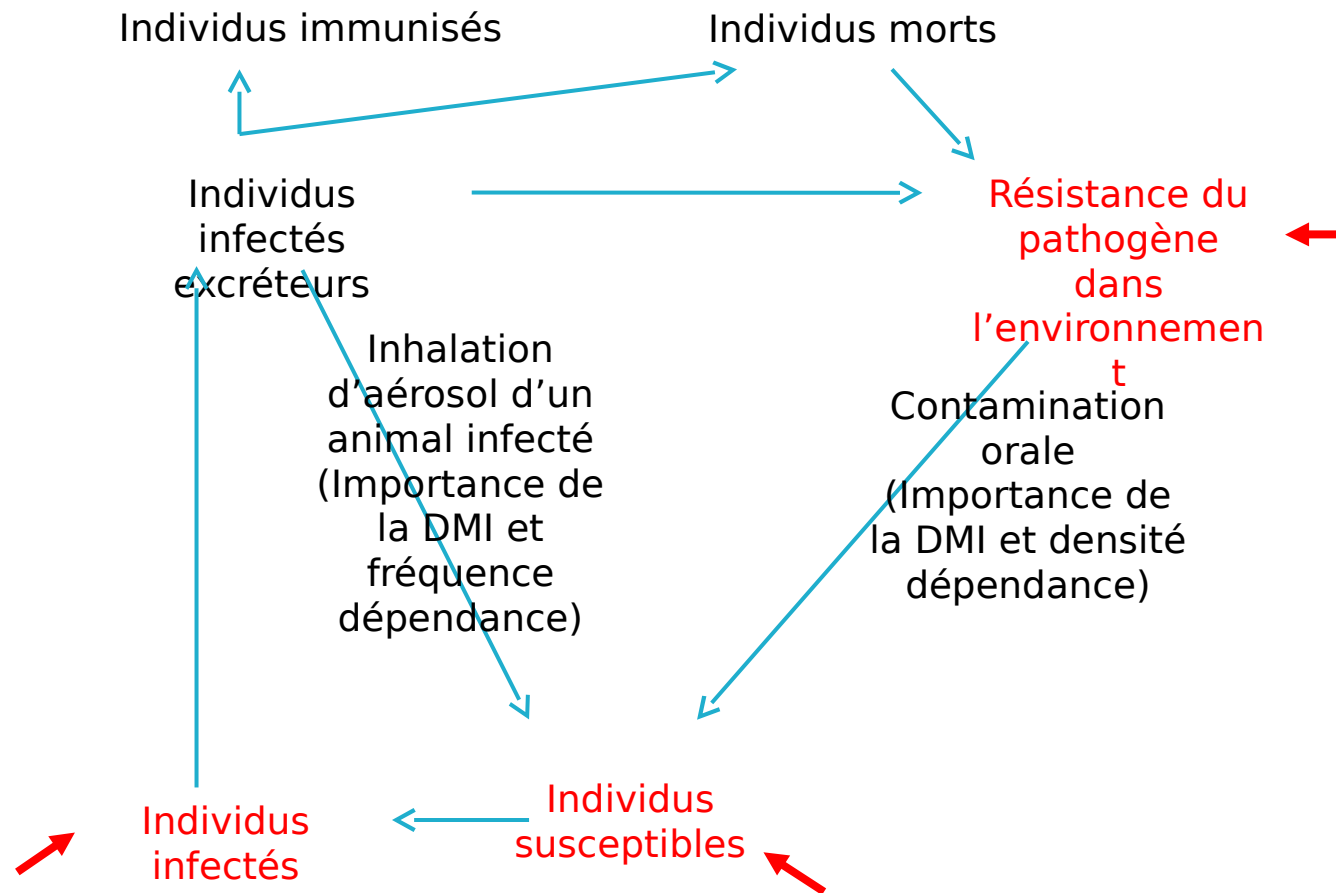 Individus immunisés
Individus morts
Individus
infectés
excréteurs
Résistance du
pathogène
dans
l’environnemen
t
Inhalation
d’aérosol d’un
animal infecté
(Importance de
la DMI et
fréquence
dépendance)
Contamination
orale
(Importance de
la DMI et densité
dépendance)
Individus
infectés
Individus
susceptibles